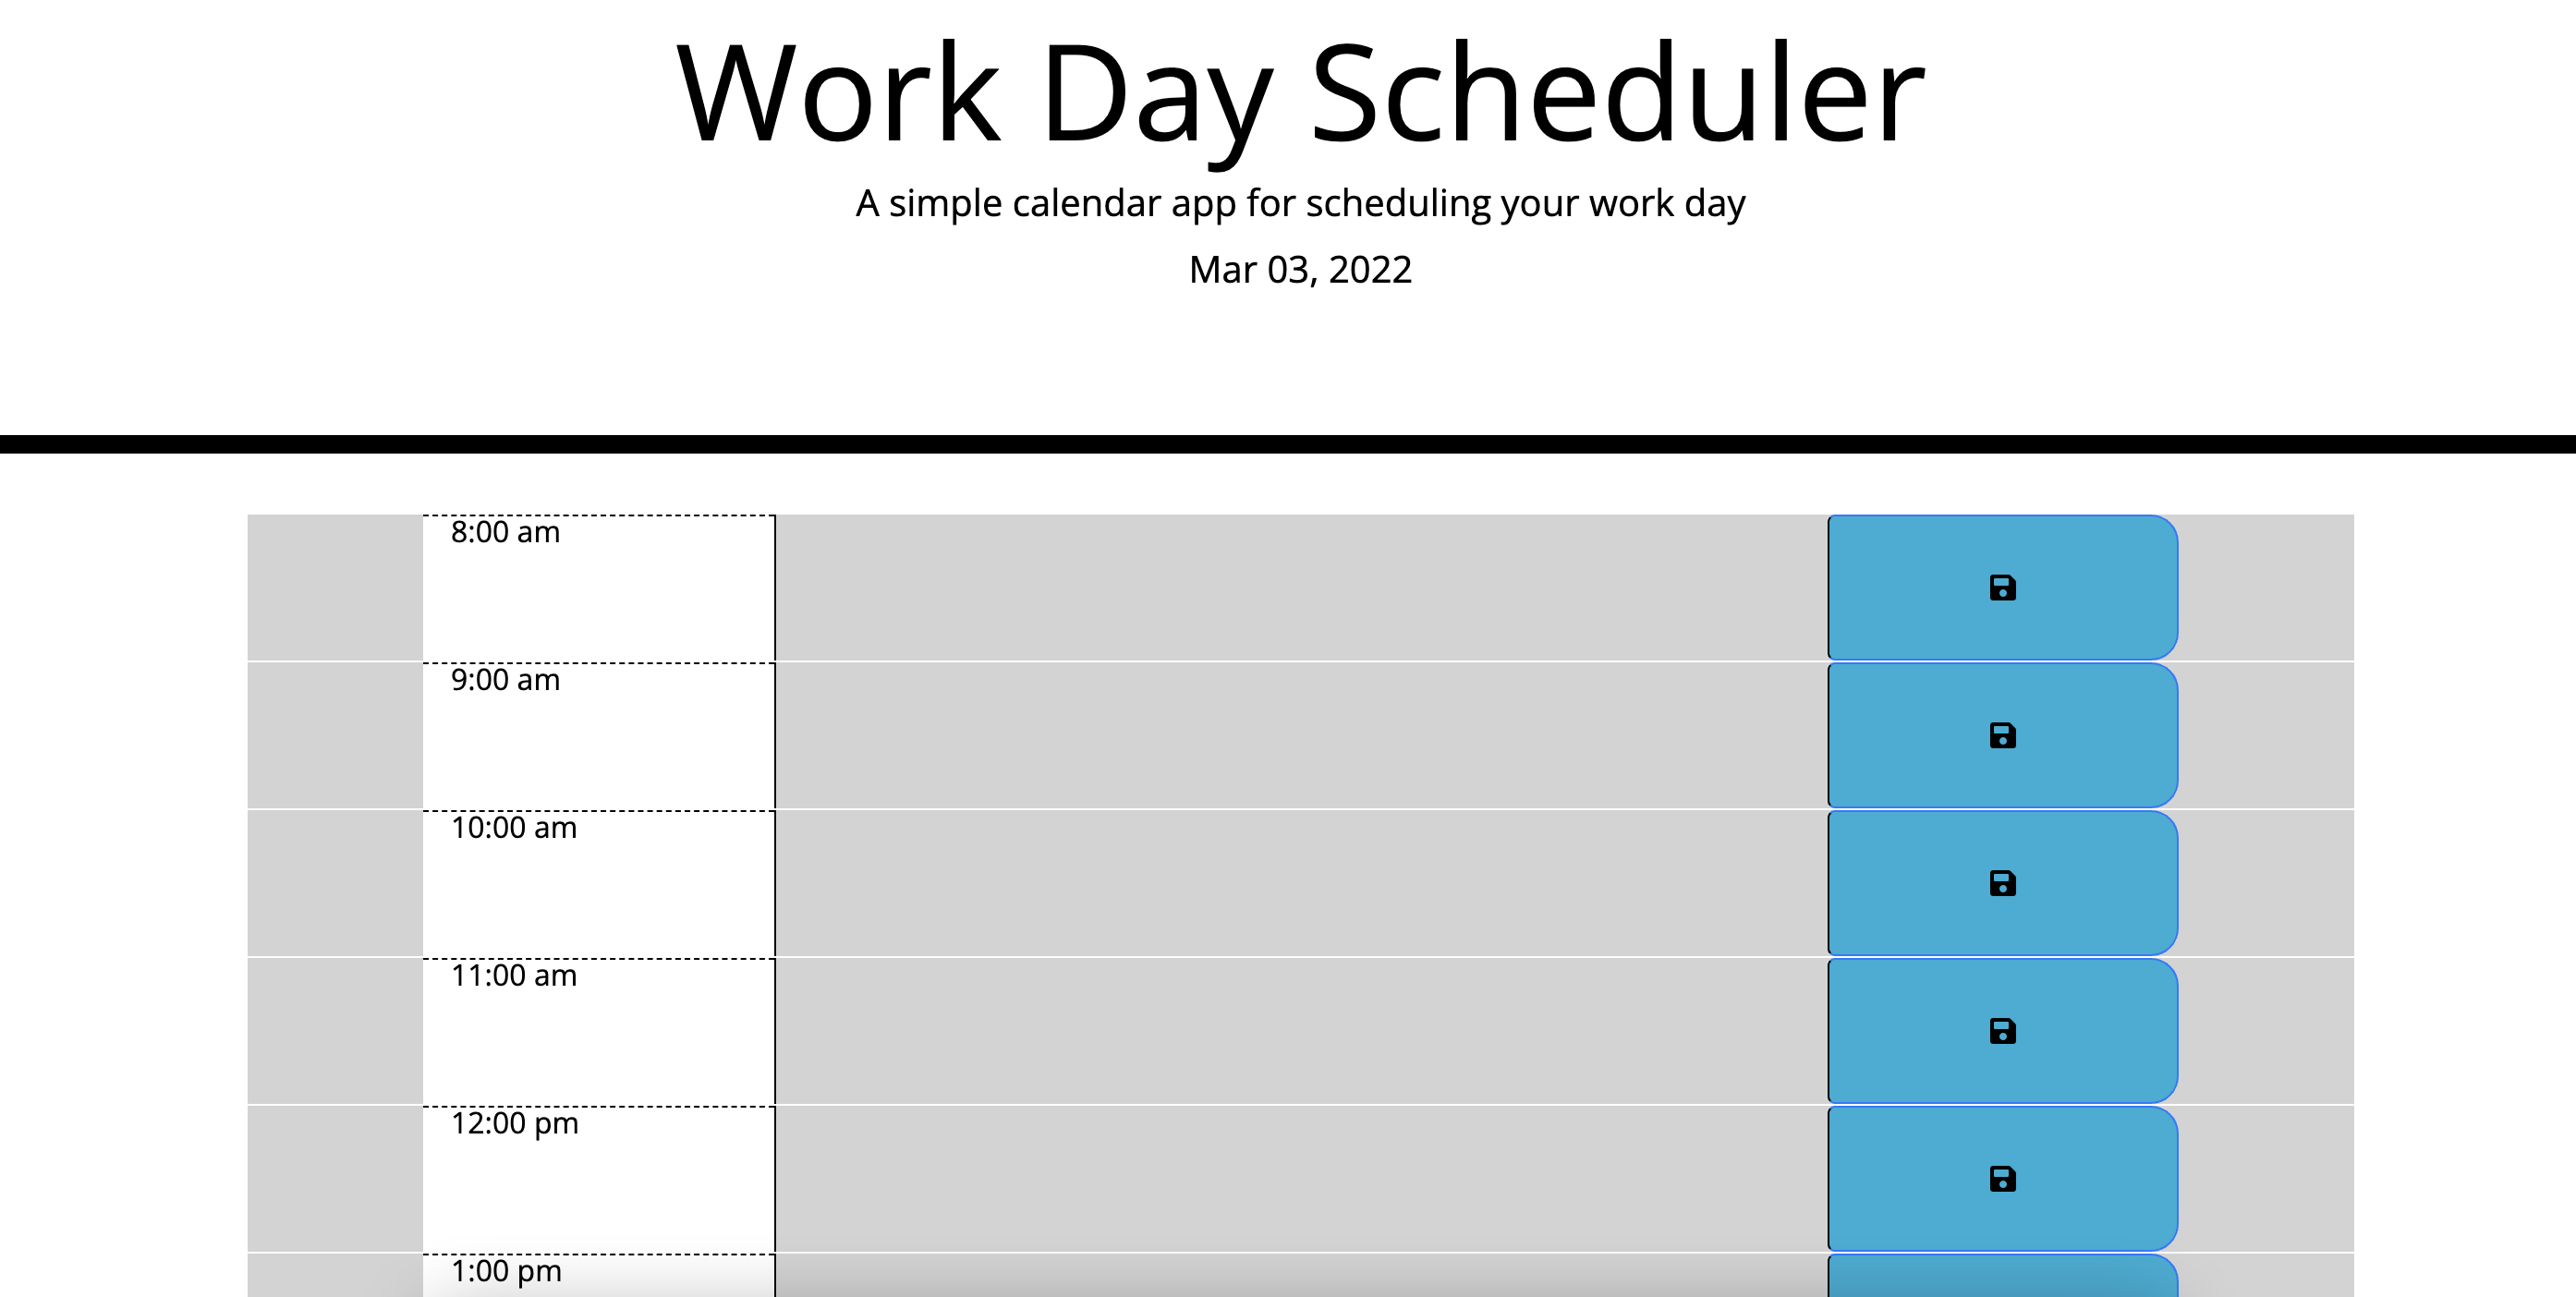 Work Day Scheduler
A simple calendar app for scheduling your work day
Mar 03, 2022
8:00 am
9:00 am
10:00 am
11:00 am
12:00 pm
1:00 pm